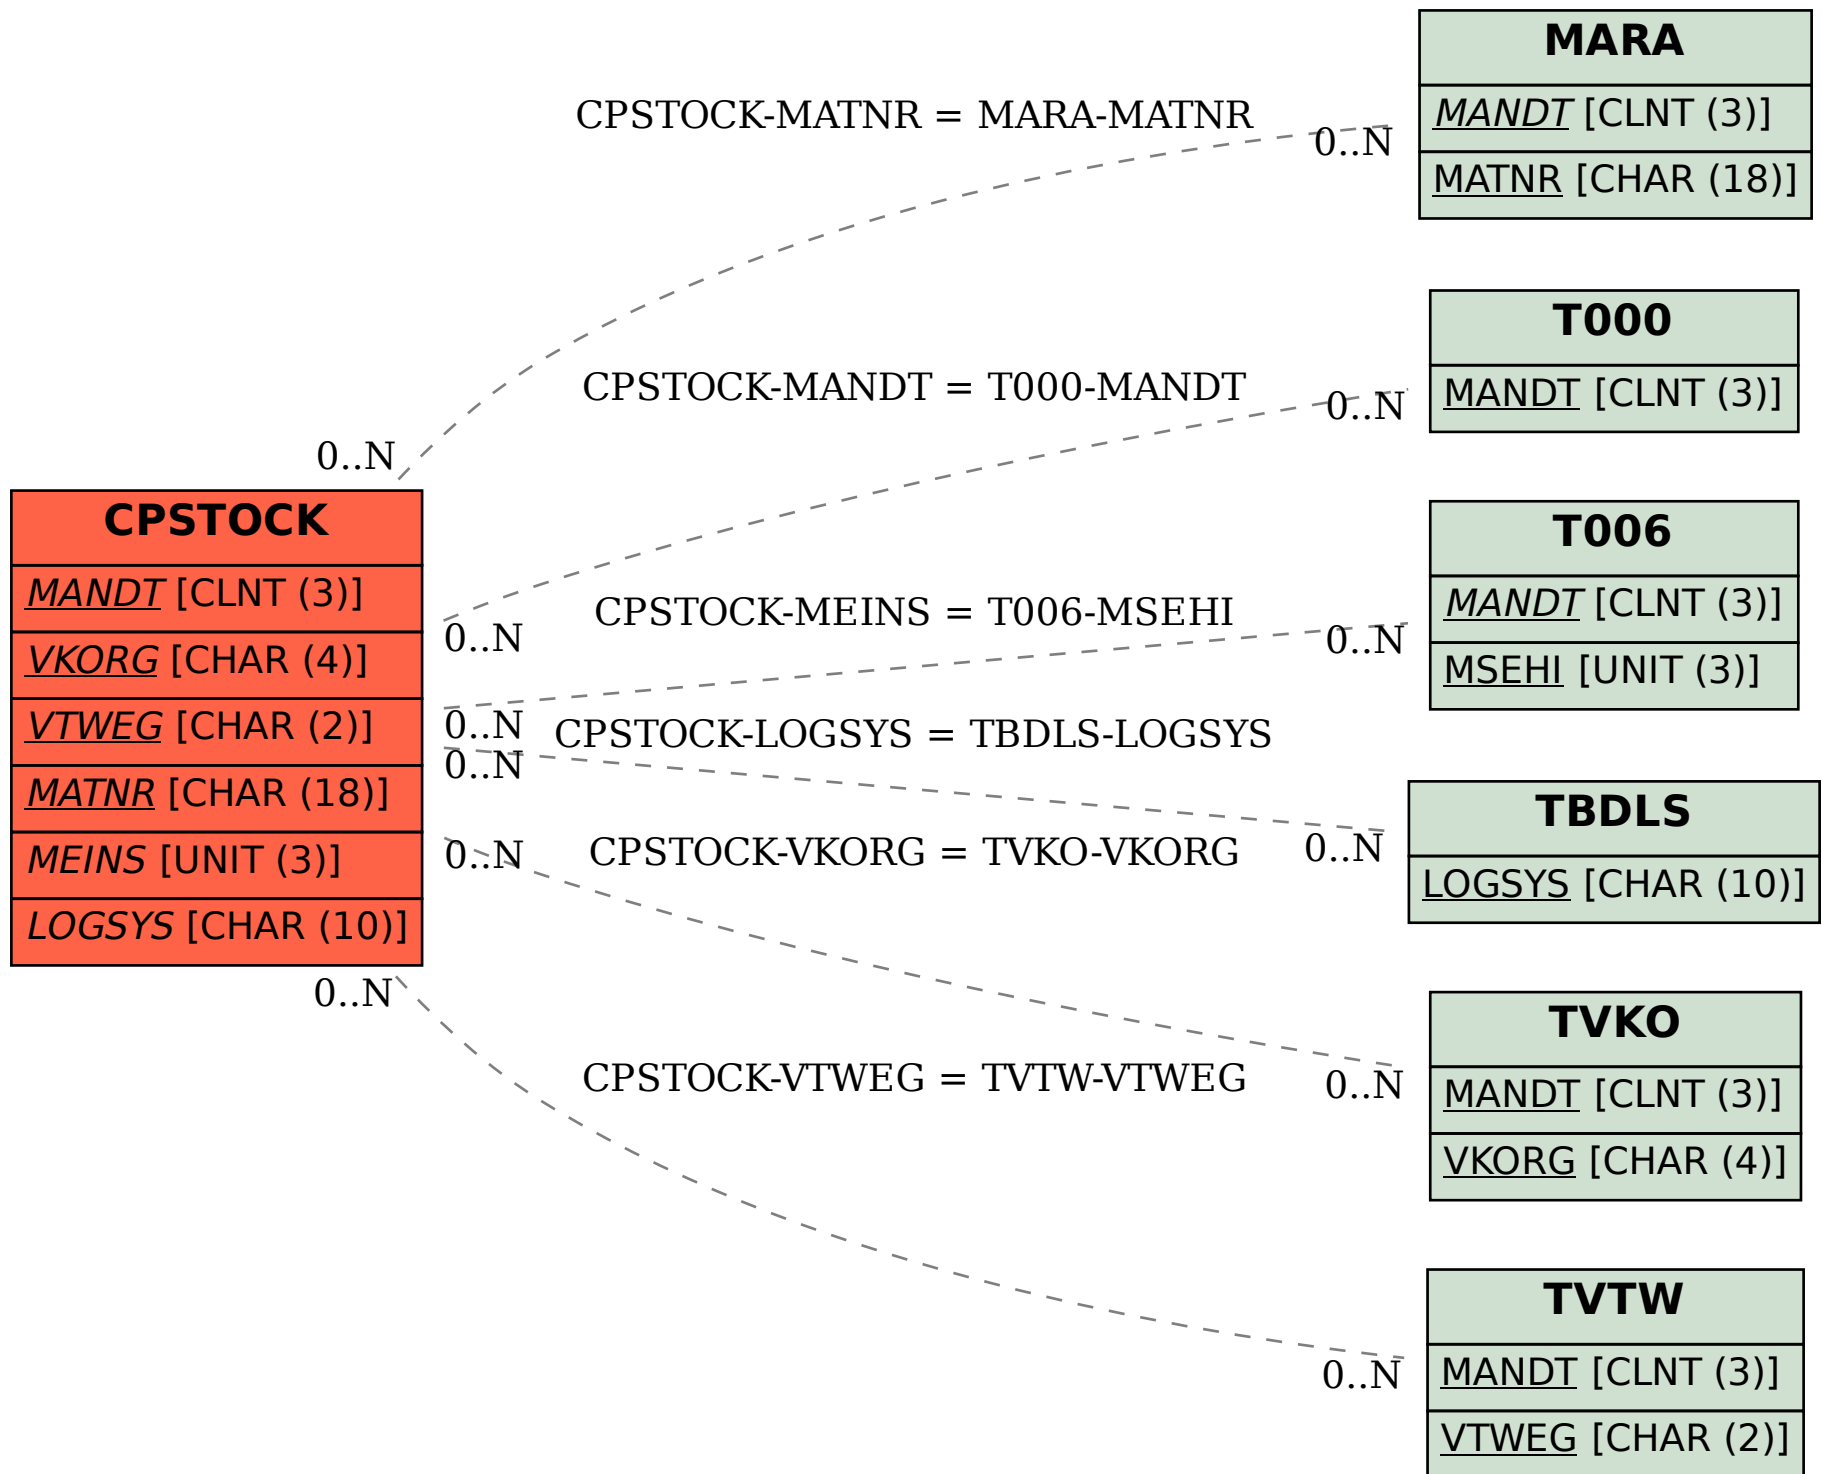 MARA
MANDT [CLNT (3)]
MATNR [CHAR (18)]
CPSTOCK-MATNR = MARA-MATNR
0..N
0..N
T000
MANDT [CLNT (3)]
CPSTOCK-MANDT = T000-MANDT
0..N
0..N
CPSTOCK
MANDT [CLNT (3)]
VKORG [CHAR (4)]
VTWEG [CHAR (2)]
MATNR [CHAR (18)]
MEINS [UNIT (3)]
LOGSYS [CHAR (10)]
T006
MANDT [CLNT (3)]
MSEHI [UNIT (3)]
CPSTOCK-MEINS = T006-MSEHI
0..N
0..N
CPSTOCK-LOGSYS = TBDLS-LOGSYS
0..N
0..N
TBDLS
LOGSYS [CHAR (10)]
CPSTOCK-VKORG = TVKO-VKORG
0..N
0..N
TVKO
MANDT [CLNT (3)]
VKORG [CHAR (4)]
CPSTOCK-VTWEG = TVTW-VTWEG
0..N
0..N
TVTW
MANDT [CLNT (3)]
VTWEG [CHAR (2)]